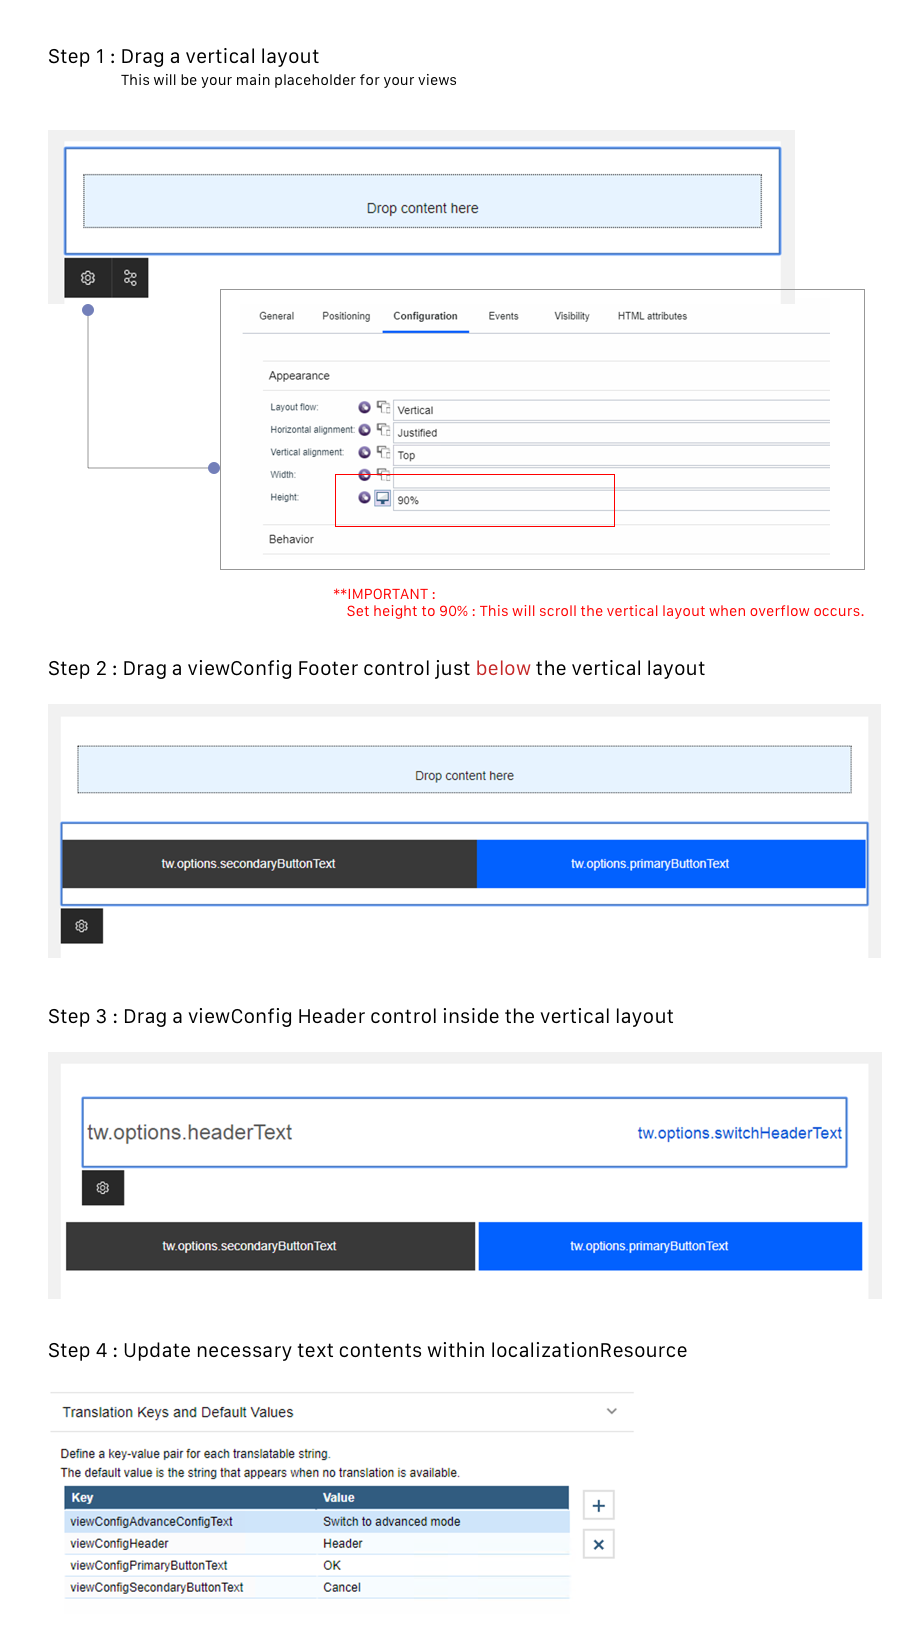 Step 1 : Drag a vertical layout
This will be your main placeholder for your views
Drop content here
General Positioning Configuration Events Visibility HTML attributes
Appearance
Layout flow: Vertical
Horizontal alignment: Justified
Vertical alignment: Top
Width:
Height: 90%
Behavior
**IMPORTANT :
Set height to 90% : This will scroll the vertical layout when overflow occurs.
Step 2 : Drag a viewConfig Footer control just below the vertical layout
Drop content here
tw.options.secondaryButtonText tw.options.primaryButtonText
Step 3 : Drag a viewConfig Header control inside the vertical layout
tw.options.headerText tw.options.switchHeaderText
tw.options.secondaryButtonText tw.options.primaryButtonText
Step 4 : Update necessary text contents within localizationResource
Translation Keys and Default Values
Define a key-value pair for each translatable string.
The default value is the string that appears when no translation is available.
Key Value
viewConfigAdvanceConfigText Switch to advanced mode
viewConfigHeader Header
viewConfigPrimaryButtonText OK
viewConfigSecondaryButtonText Cancel